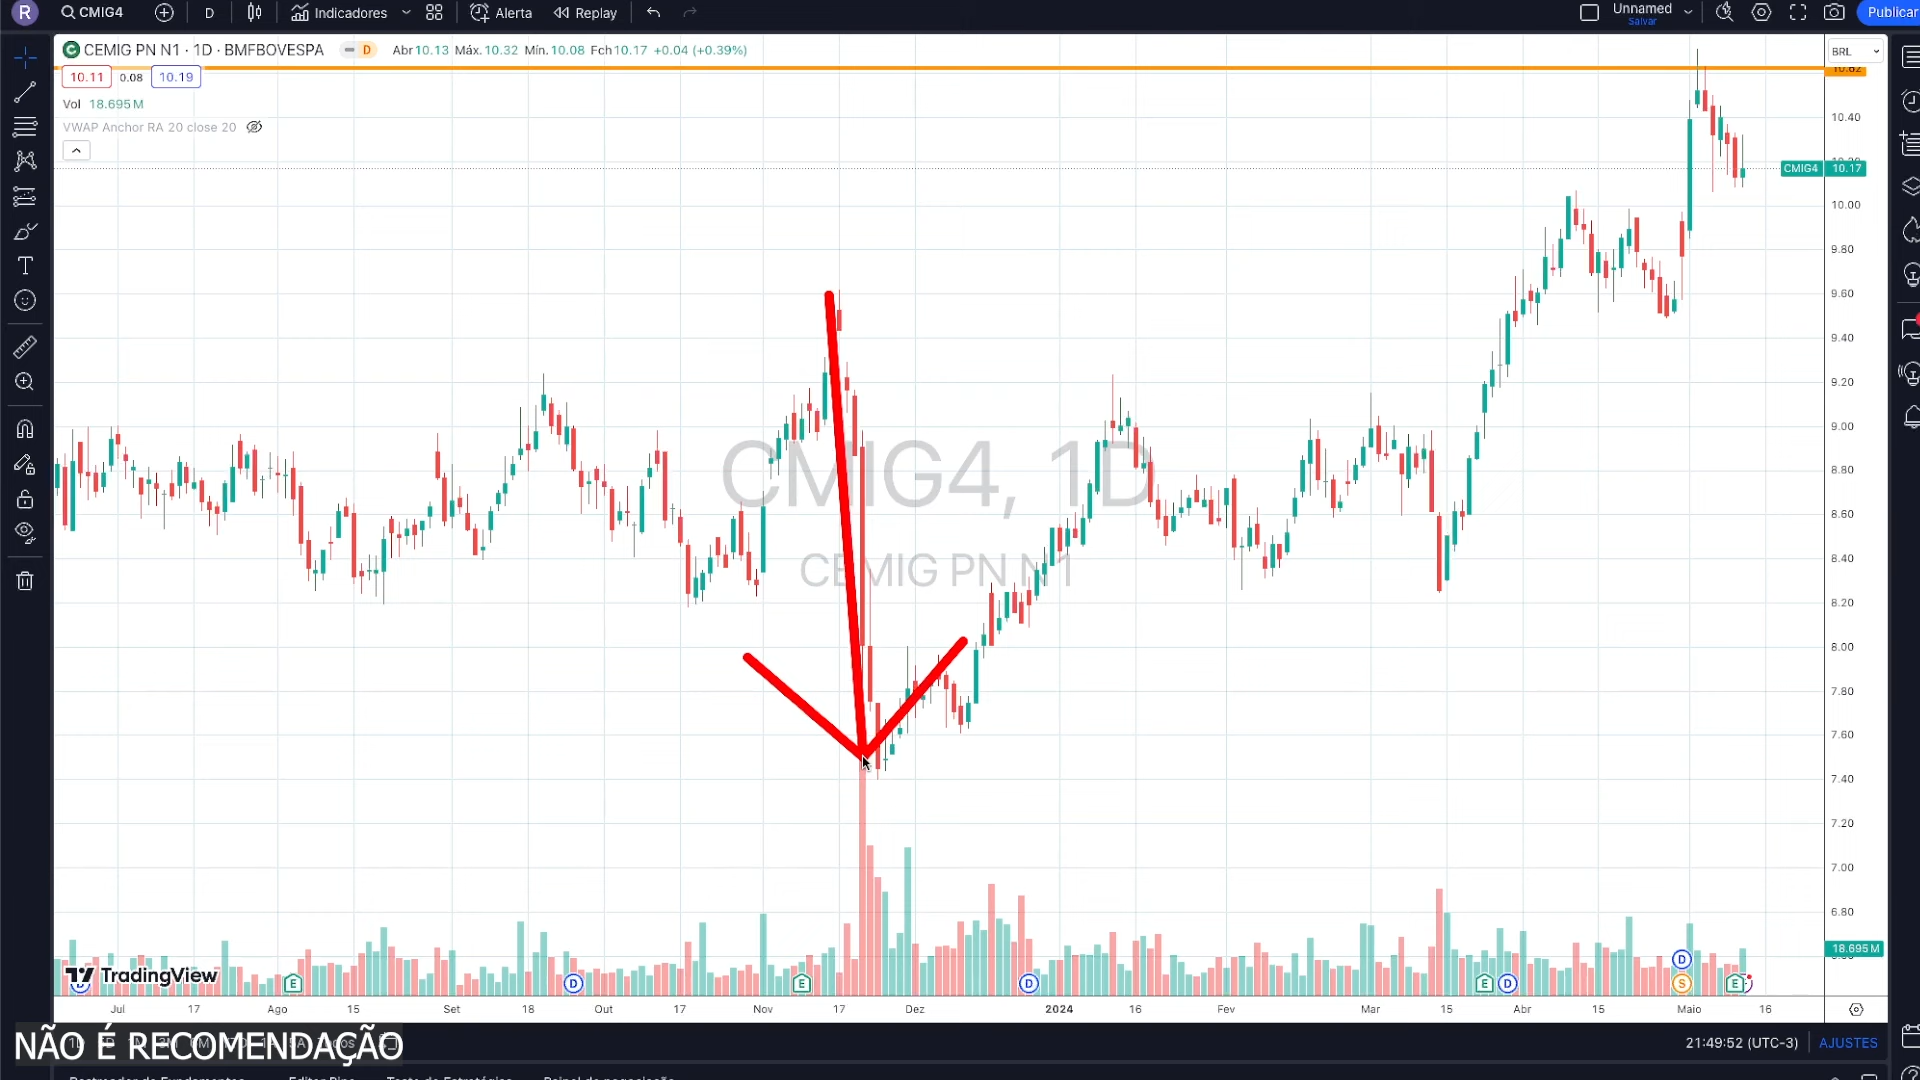 R CMIG4 D Indicadores Alerta Replay Unnamed Salvar Publicar
CEMIG PN N1 · 1D · BMFBOVESPA D Abr10.13 Máx.10.32 Mín.10.08 Fch10.17 +0.04 (+0.39%)
BRL
10.11 0.08 10.19
10.62
Vol 18.695M
VWAP Anchor RA 20 close 20
10.40
CMIG4 10.17
10.00
9.80
9.60
9.40
9.20
9.00
CMIG4, 1D
8.80
8.60
CEMIG PN N1
8.40
8.20
8.00
7.80
7.60
7.40
7.20
7.00
6.80
18.695M
TradingView
E D E D E D D S E
Jul 17 Ago 15 Set 18 Out 17 Nov 17 Dez 2024 16 Fev Mar 15 Abr 15 Maio 16
NÃO É RECOMENDAÇÃO
21:49:52 (UTC-3) AJUSTES